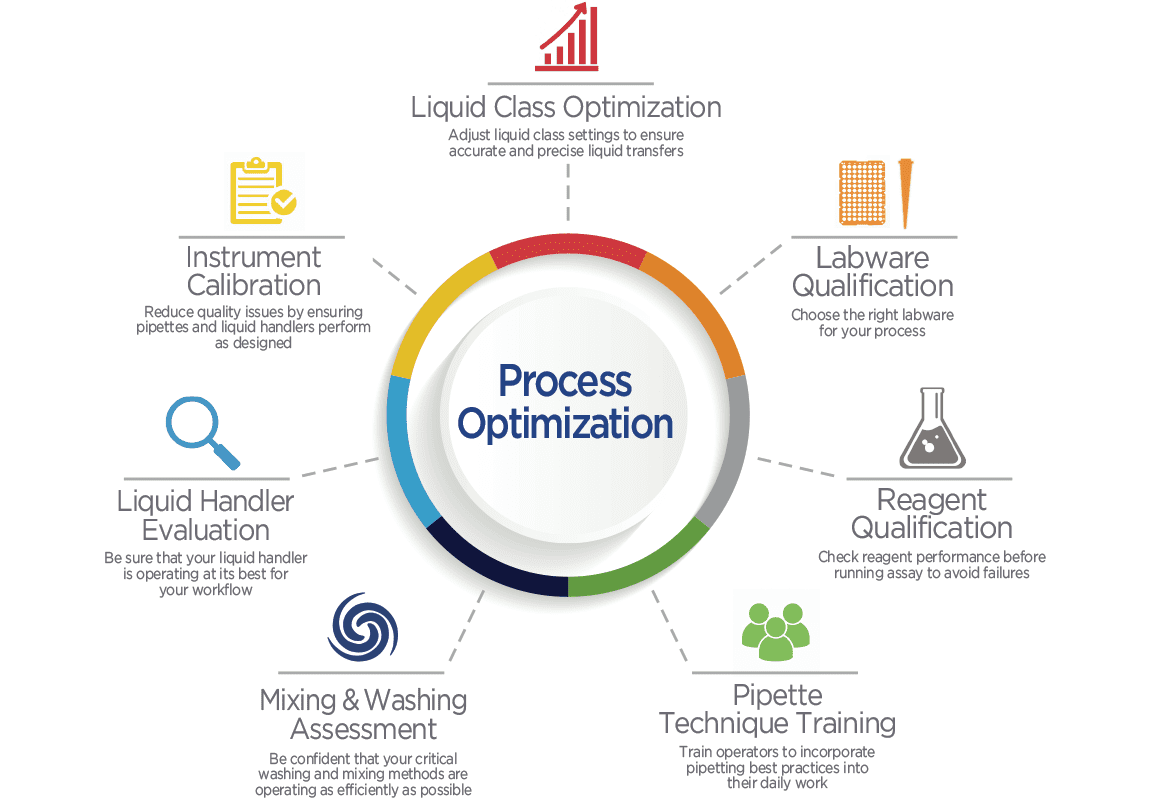 Liquid Class Optimization
Adjust liquid class settings to ensure
accurate and precise liquid transfers
Labware
Qualification
Choose the right labware
for your process
Reagent
Qualification
Check reagent performance before
running assay to avoid failures
Pipette
Technique Training
Train operators to incorporate
pipetting best practices into
their daily work
Mixing & Washing
Assessment
Be confident that your critical
washing and mixing methods are
operating as efficiently as possible
Liquid Handler
Evaluation
Be sure that your liquid handler
is operating at its best for
your workflow
Instrument
Calibration
Reduce quality issues by ensuring
pipettes and liquid handlers perform
as designed
Process
Optimization